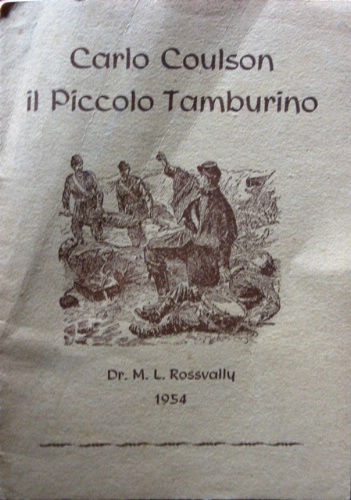 Carlo Coulson
il Piccolo Tamburino
Dr. M. L. Rossvally
1954